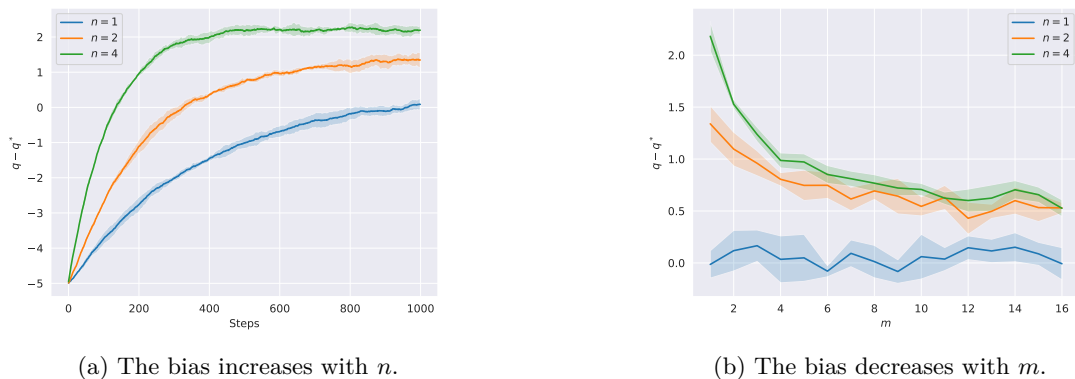 n = 1
n = 2
n = 4
2
1
0
−1
−2
−3
−4
−5
q − q*
0 200 400 600 800 1000
Steps
(a) The bias increases with n.
n = 1
n = 2
n = 4
2.0
1.5
1.0
0.5
0.0
q − q*
2 4 6 8 10 12 14 16
m
(b) The bias decreases with m.